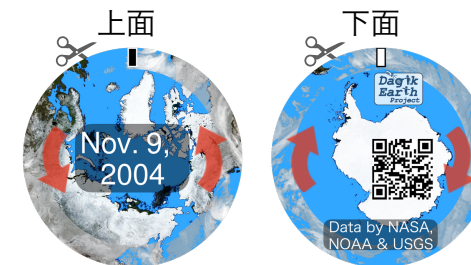 上面
下面
Nov. 9,
2004
Dagik
Earth
Project
Data by NASA,
NOAA & USGS